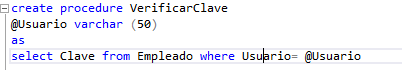 create procedure VerificarClave
@Usuario varchar (50)
as
select Clave from Empleado where Usuario= @Usuario